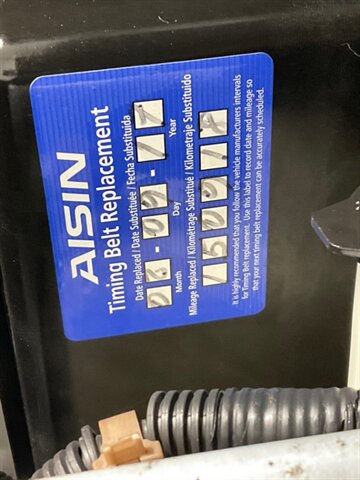 AISIN
Timing Belt Replacement
Date Replaced / Date Substituée / Fecha Substituida
Month Day Year
Mileage Replaced / Kilométrage Substitué / Kilometraje Substituido
It is highly recommended that you follow the vehicle manufacturers intervals
for Timing Belt replacement. Use this label to record date and mileage so
that your next timing belt replacement can be accurately scheduled.